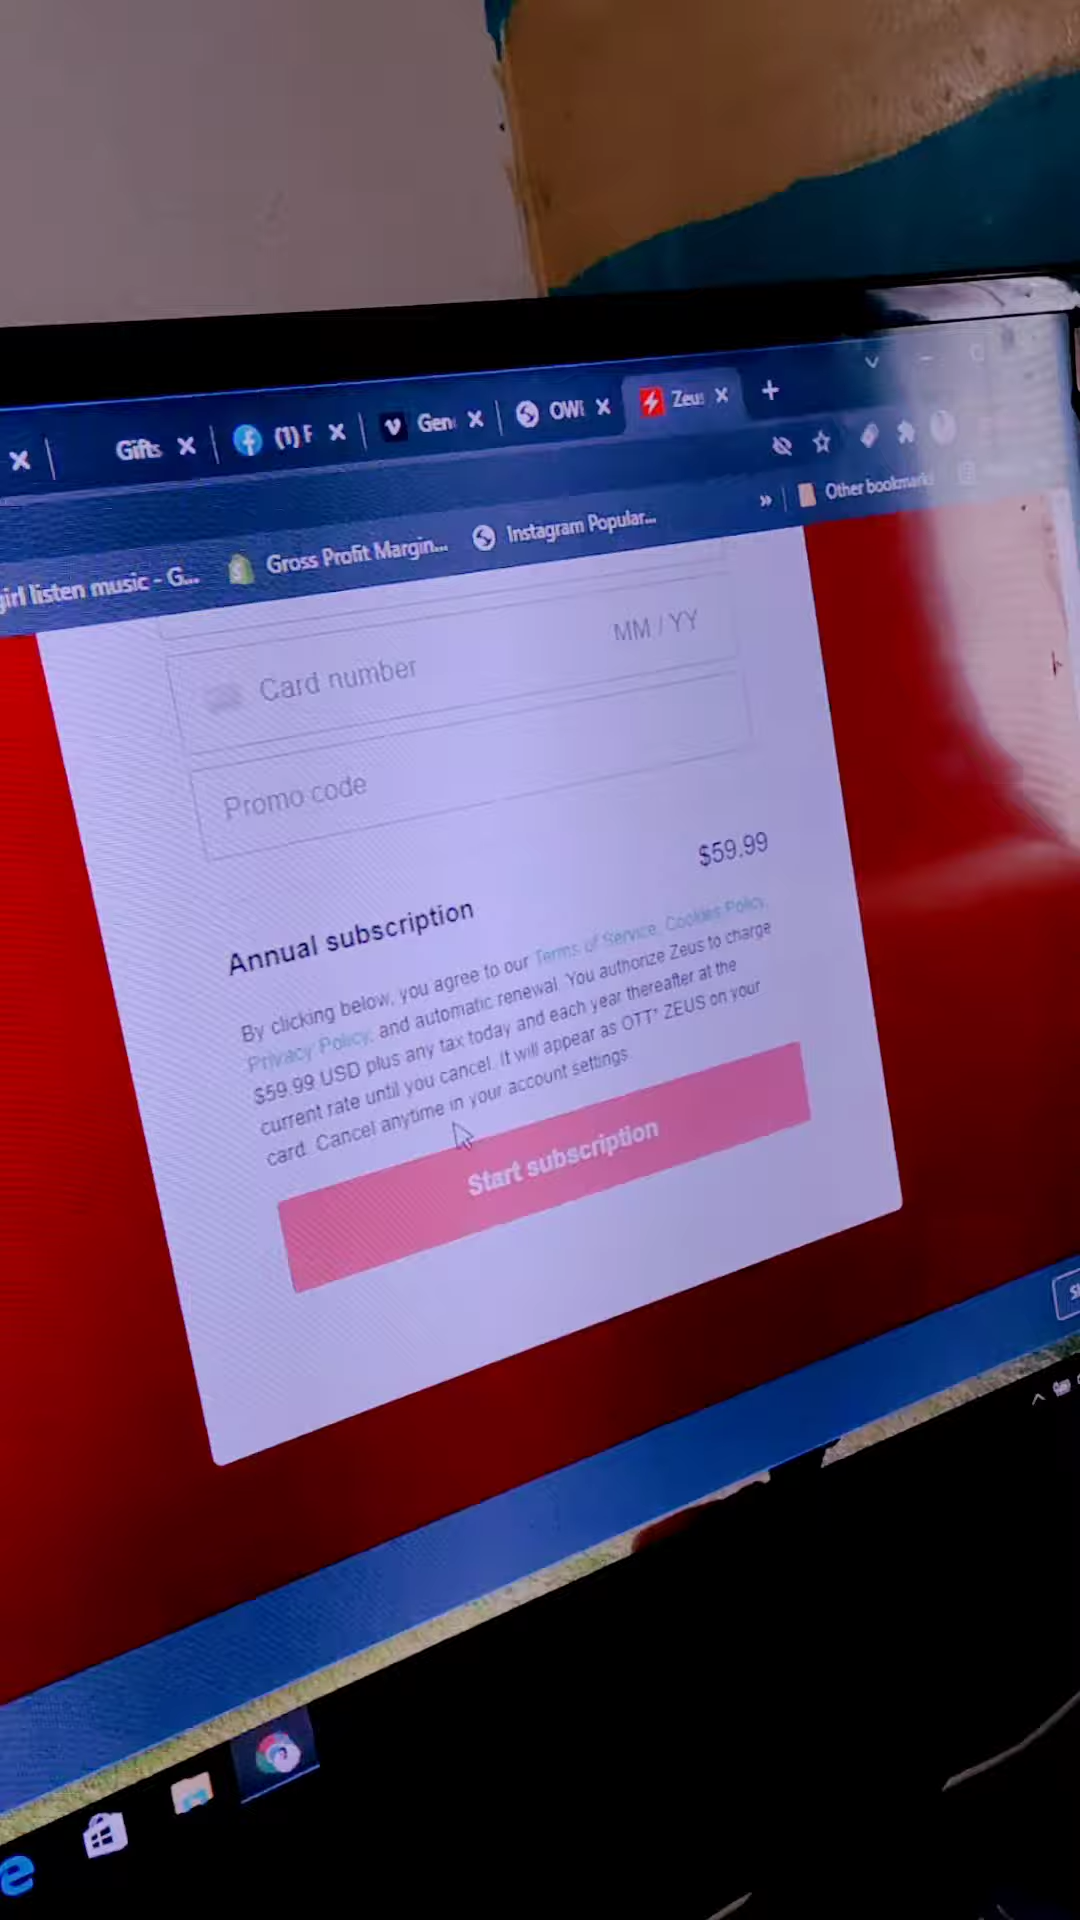 Gifts
(1) F
Gen
OWI
Zeus
Other bookmarks
girl listen music - G...
Gross Profit Margin...
Instagram Popular...
Card number
MM / YY
Promo code
$59.99
Annual subscription
By clicking below, you agree to our Terms of Service, Cookies Policy,
Privacy Policy, and automatic renewal. You authorize Zeus to charge
$59.99 USD plus any tax today and each year thereafter at the
current rate until you cancel. It will appear as OTT* ZEUS on your
card. Cancel anytime in your account settings.
Start subscription